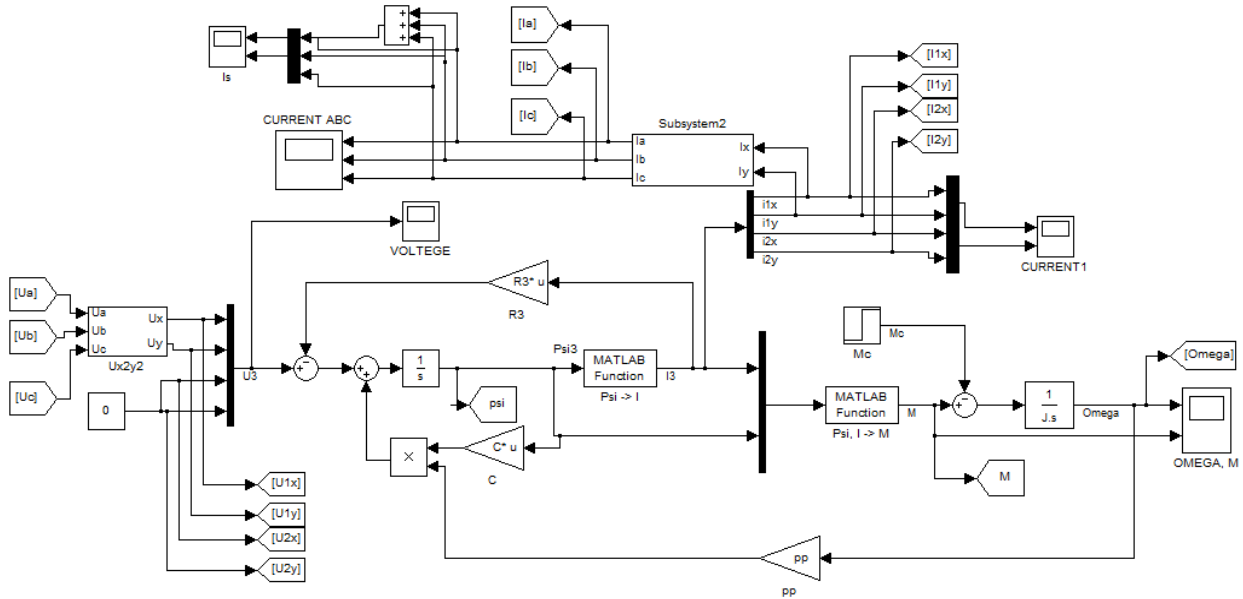 [Ia]
[I1x]
Is
[Ib]
[I1y]
[I2x]
CURRENT ABC
[Ic]
Subsystem2
[I2y]
Ia
Ix
Ib
Ic
Iy
i1x
i1y
i2x
i2y
VOLTEGE
CURRENT1
[Ua]
Ua
Ux
R3* u
[Ub]
Ub
Uy
R3
Mc
Mc
[Omega]
Uc
Ux2y2
U3
1
s
Psi3
MATLAB
Function
I3
Psi -> I
[Uc]
0
psi
MATLAB
Function
M
Psi, I -> M
1
J.s
Omega
C* u
C
OMEGA, M
M
[U1x]
[U1y]
[U2x]
[U2y]
pp
pp